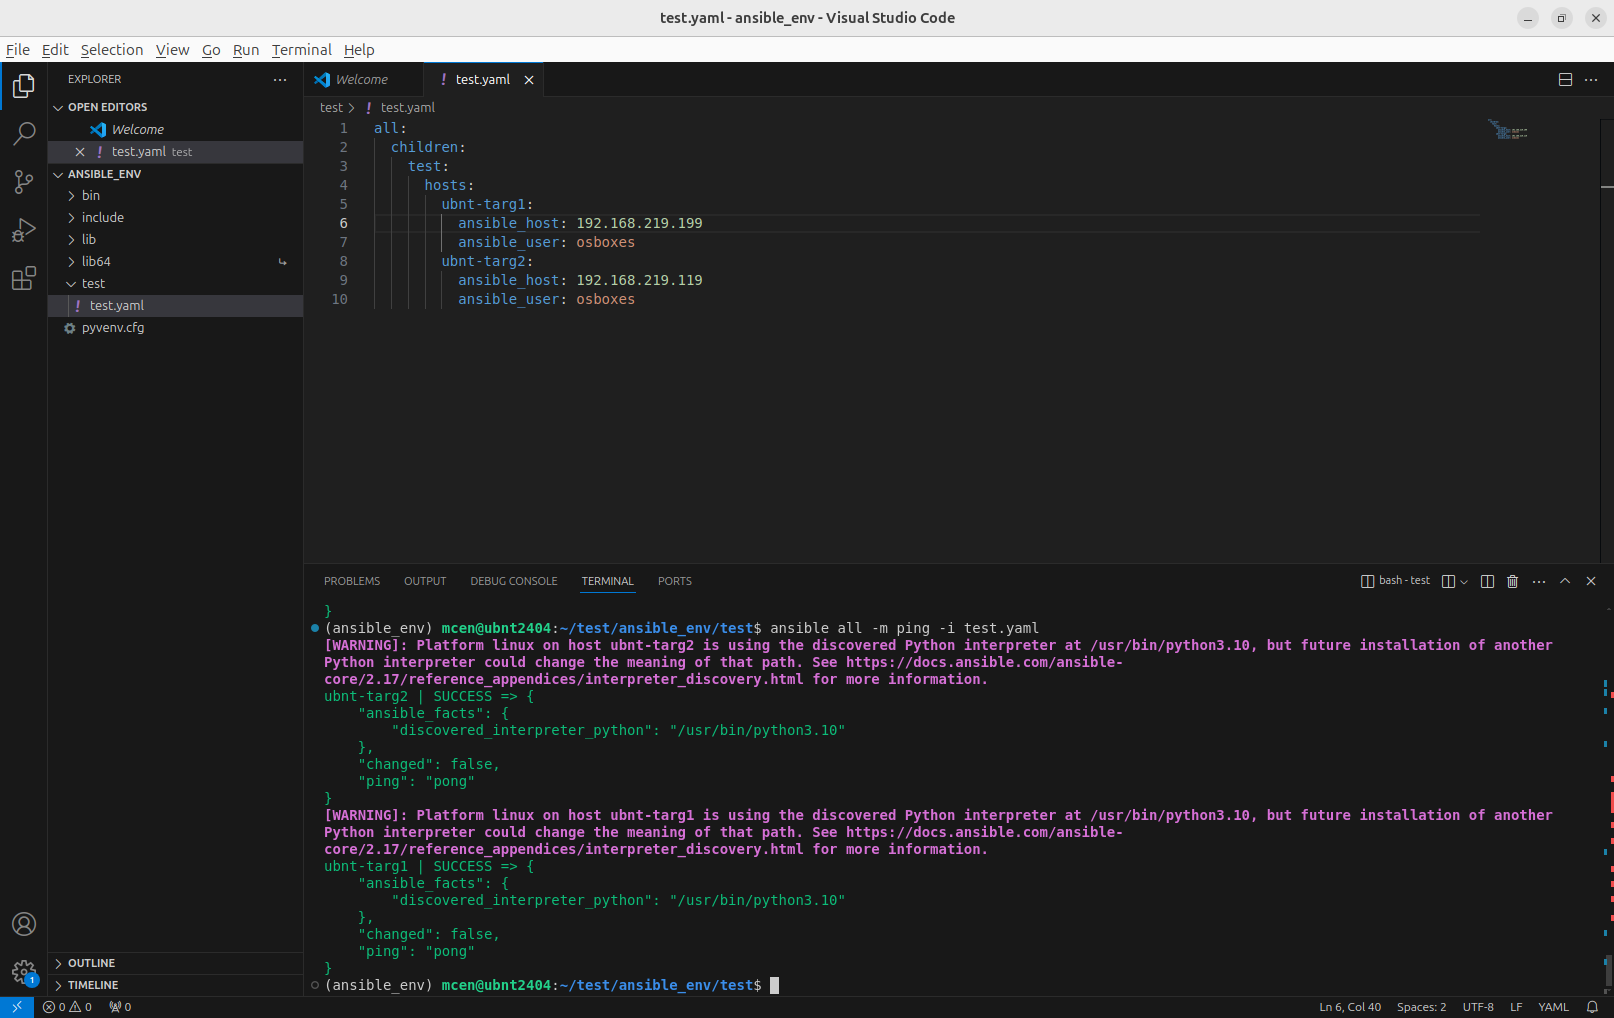 test.yaml - ansible_env - Visual Studio Code
File Edit Selection View Go Run Terminal Help
EXPLORER
OPEN EDITORS
Welcome
test.yaml test
ANSIBLE_ENV
bin
include
lib
lib64
test
! test.yaml
pyvenv.cfg
OUTLINE
TIMELINE
Welcome
! test.yaml
test > ! test.yaml
1 all:
2 children:
3 test:
4 hosts:
5 ubnt-targ1:
6 ansible_host: 192.168.219.199
7 ansible_user: osboxes
8 ubnt-targ2:
9 ansible_host: 192.168.219.119
10 ansible_user: osboxes
PROBLEMS OUTPUT DEBUG CONSOLE TERMINAL PORTS
bash - test
}
(ansible_env) mcen@ubnt2404:~/test/ansible_env/test$ ansible all -m ping -i test.yaml
[WARNING]: Platform linux on host ubnt-targ2 is using the discovered Python interpreter at /usr/bin/python3.10, but future installation of another
Python interpreter could change the meaning of that path. See https://docs.ansible.com/ansible-
core/2.17/reference_appendices/interpreter_discovery.html for more information.
ubnt-targ2 | SUCCESS => {
"ansible_facts": {
"discovered_interpreter_python": "/usr/bin/python3.10"
},
"changed": false,
"ping": "pong"
}
[WARNING]: Platform linux on host ubnt-targ1 is using the discovered Python interpreter at /usr/bin/python3.10, but future installation of another
Python interpreter could change the meaning of that path. See https://docs.ansible.com/ansible-
core/2.17/reference_appendices/interpreter_discovery.html for more information.
ubnt-targ1 | SUCCESS => {
"ansible_facts": {
"discovered_interpreter_python": "/usr/bin/python3.10"
},
"changed": false,
"ping": "pong"
}
(ansible_env) mcen@ubnt2404:~/test/ansible_env/test$
1
0 0 0
Ln 6, Col 40 Spaces: 2 UTF-8 LF YAML